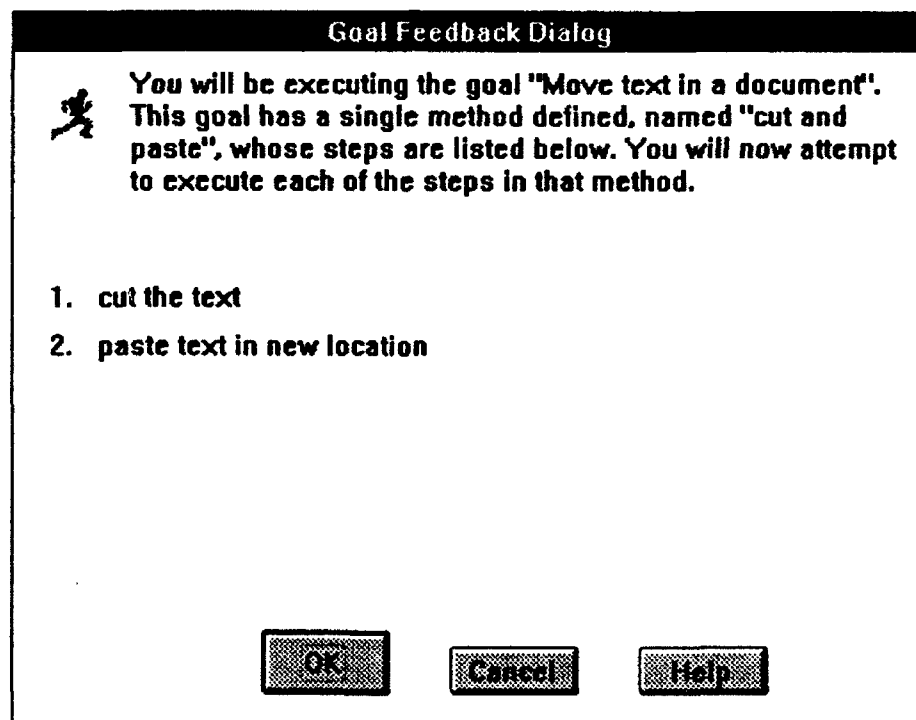 Goal Feedback Dialog
You will be executing the goal "Move text in a document".
This goal has a single method defined, named "cut and
paste", whose steps are listed below. You will now attempt
to execute each of the steps in that method.
1. cut the text
2. paste text in new location
OK Cancel Help